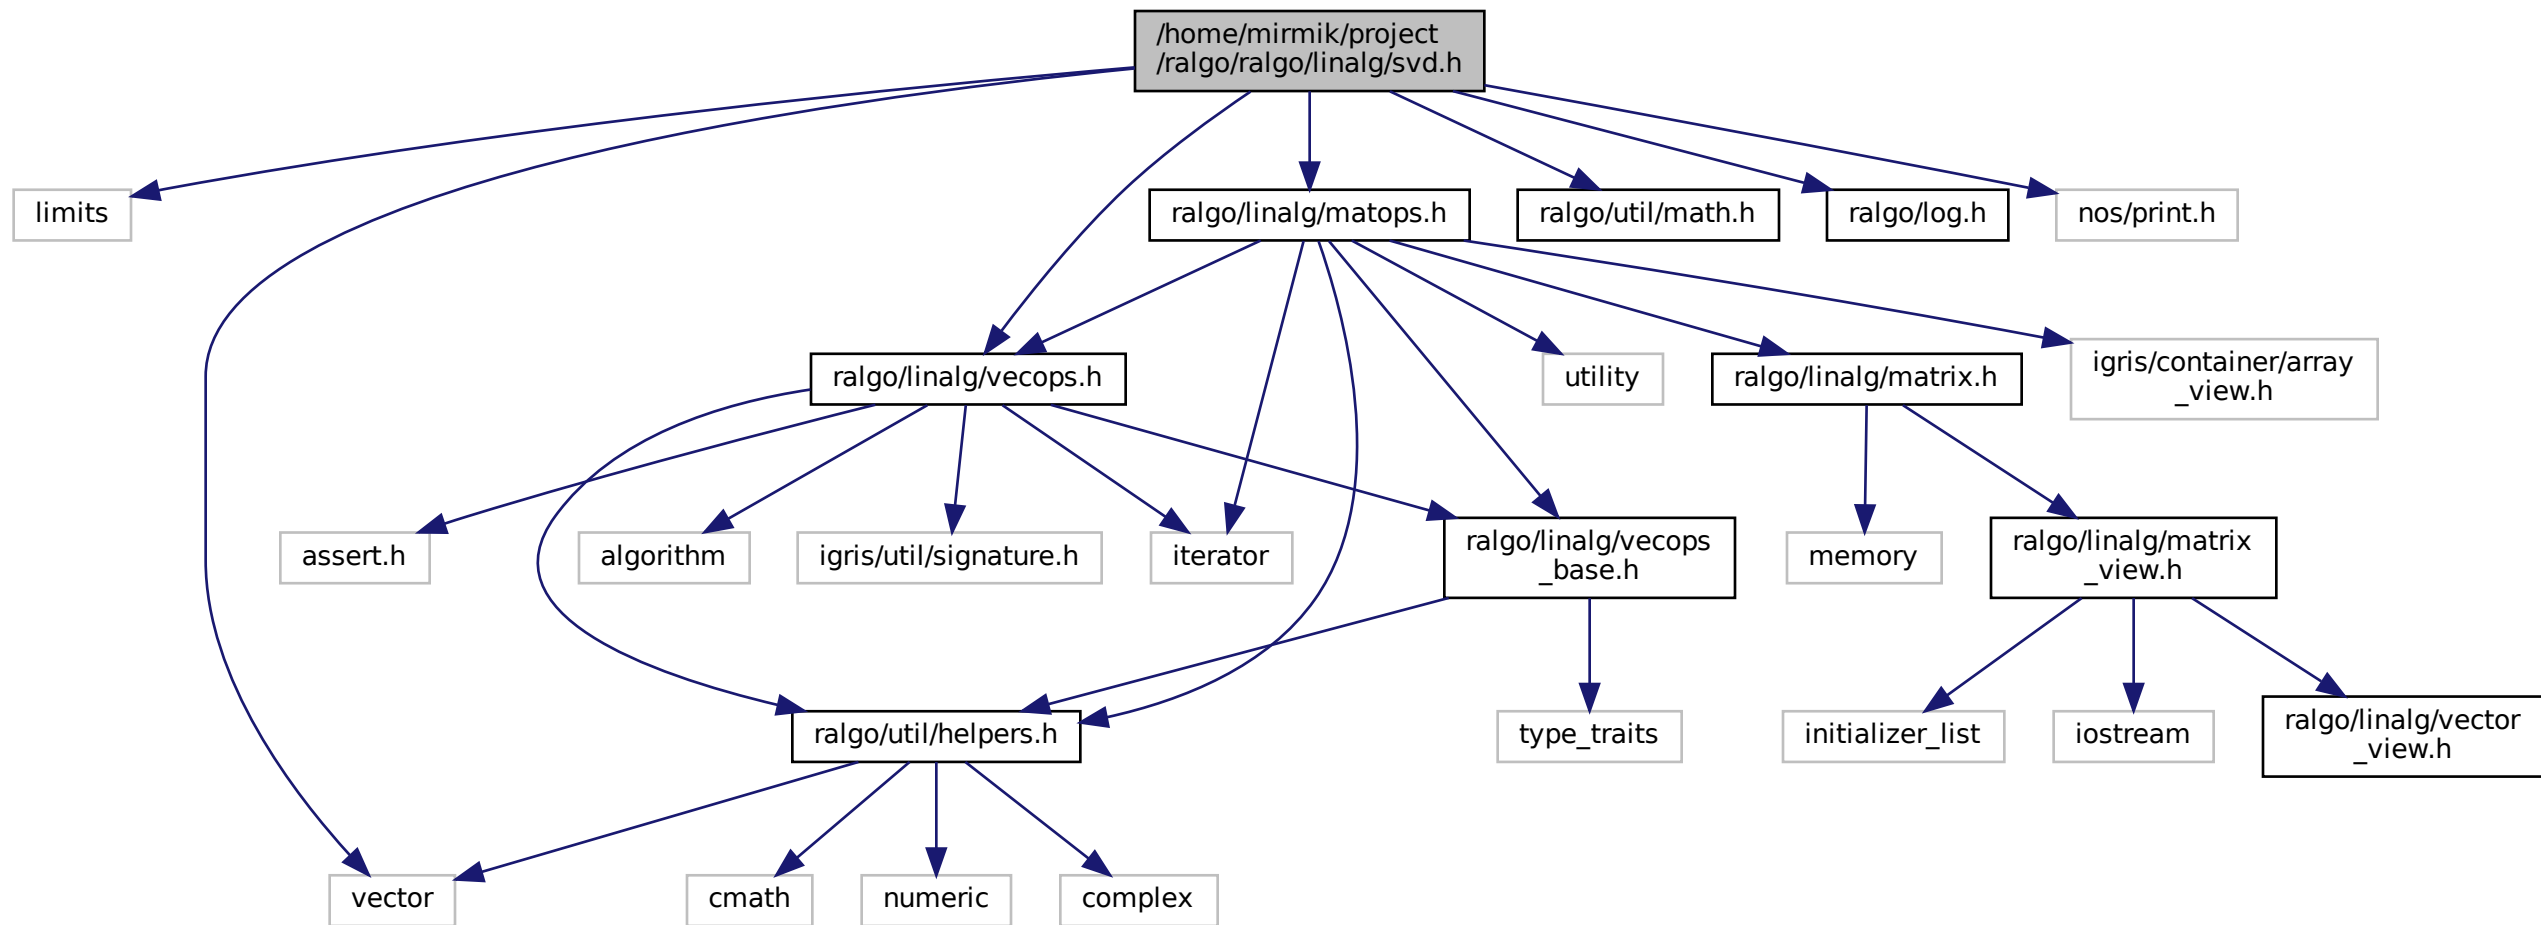 /home/mirmik/project
/ralgo/ralgo/linalg/svd.h
limits
ralgo/linalg/matops.h
ralgo/util/math.h
ralgo/log.h
nos/print.h
ralgo/linalg/vecops.h
utility
ralgo/linalg/matrix.h
igris/container/array
_view.h
assert.h
algorithm
igris/util/signature.h
iterator
ralgo/linalg/vecops
_base.h
memory
ralgo/linalg/matrix
_view.h
ralgo/util/helpers.h
type_traits
initializer_list
iostream
ralgo/linalg/vector
_view.h
vector
cmath
numeric
complex